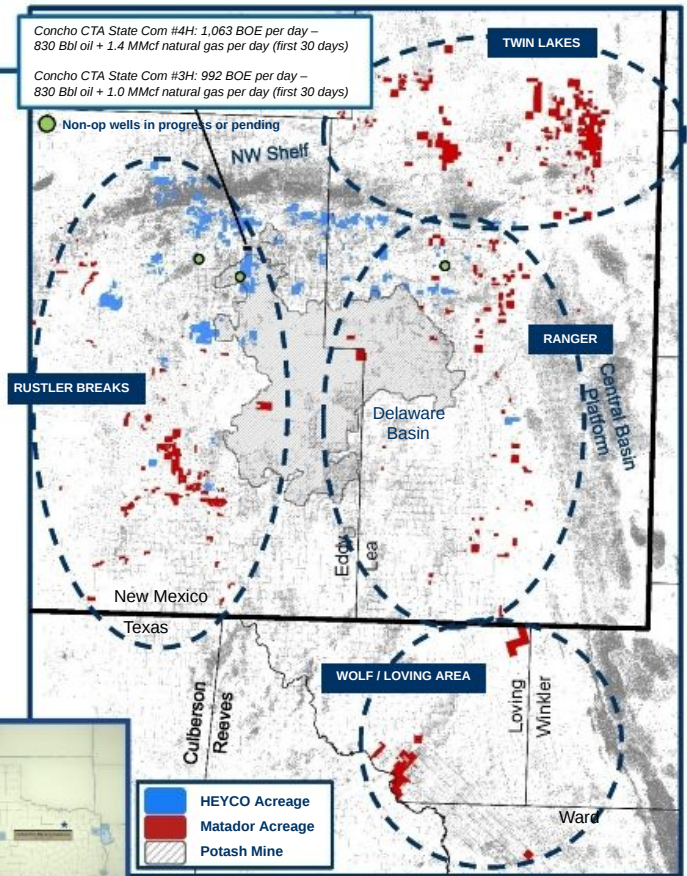 Concho CTA State Com #4H: 1,063 BOE per day –
830 Bbl oil + 1.4 MMcf natural gas per day (first 30 days)
Concho CTA State Com #3H: 992 BOE per day –
830 Bbl oil + 1.0 MMcf natural gas per day (first 30 days)
TWIN LAKES
Non-op wells in progress or pending
NW Shelf
RANGER
RUSTLER BREAKS
Central Basin
Platform
Delaware
Basin
Eddy
Lea
New Mexico
Texas
WOLF / LOVING AREA
Culberson
Reeves
Loving
Winkler
Ward
HEYCO Acreage
Matador Acreage
Potash Mine